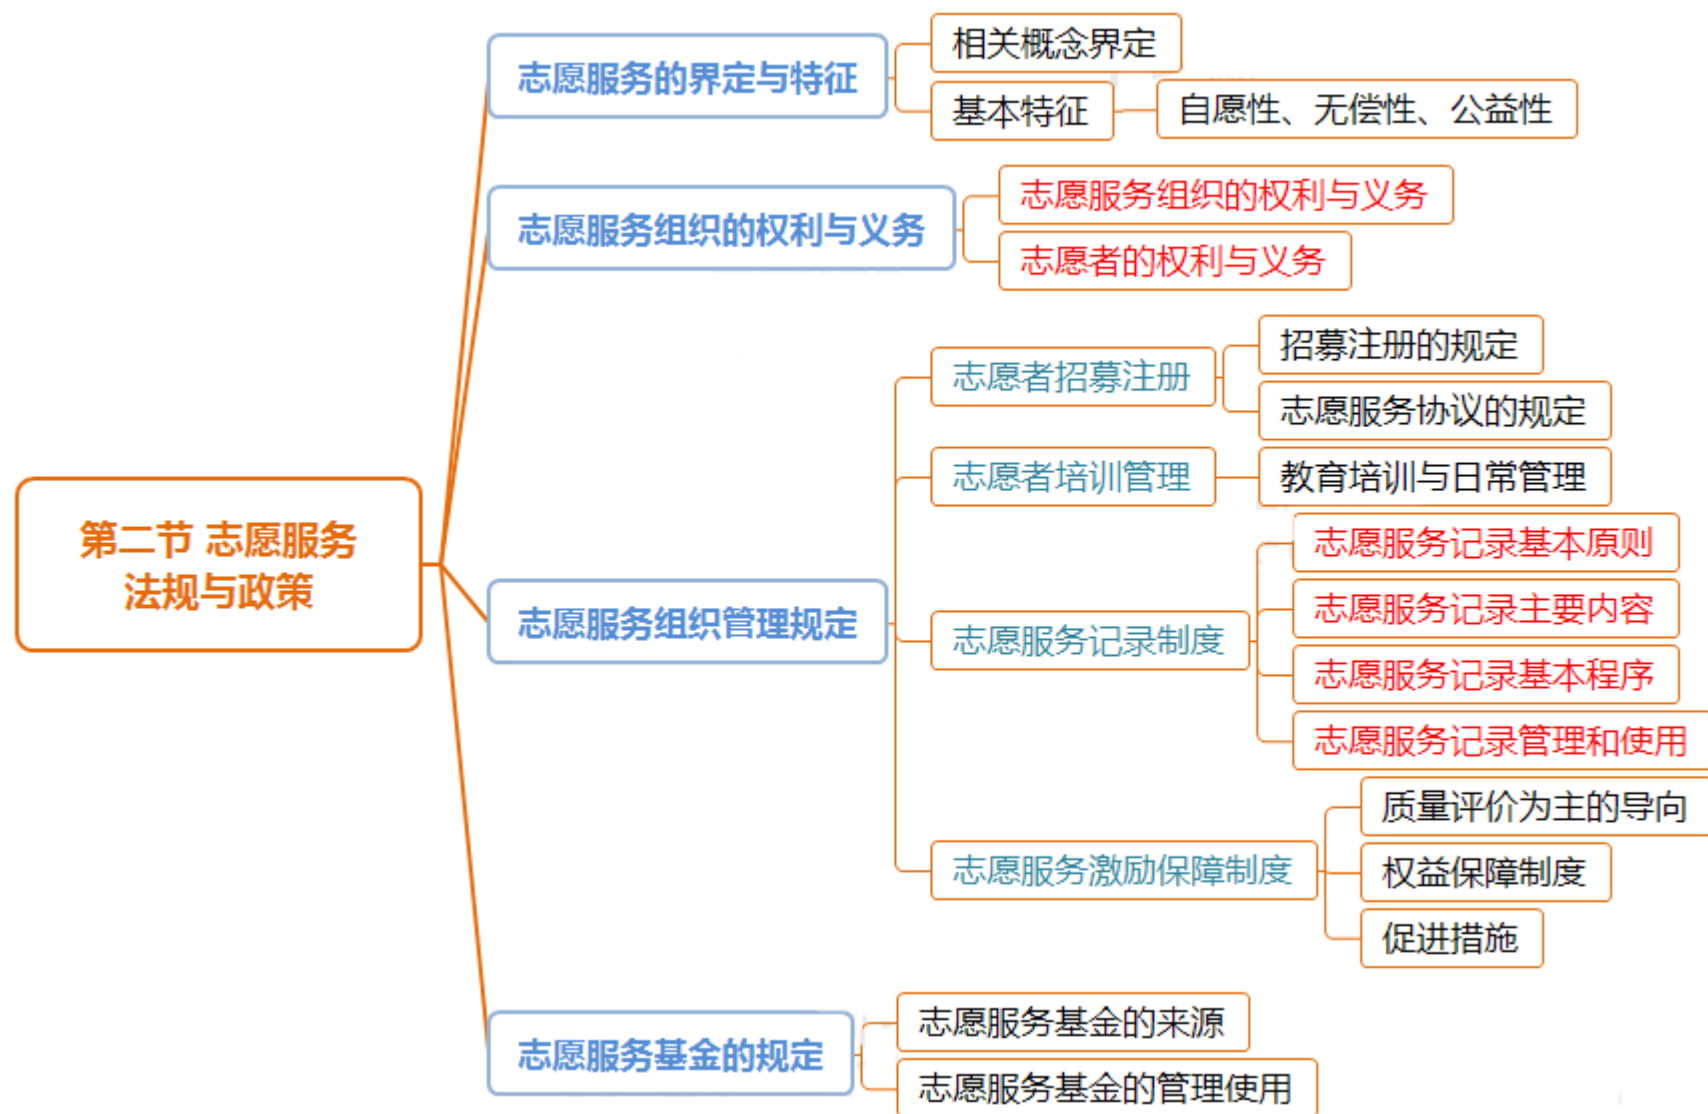 第二节 志愿服务
法规与政策
志愿服务的界定与特征
相关概念界定
基本特征
自愿性、无偿性、公益性
志愿服务组织的权利与义务
志愿服务组织的权利与义务
志愿者的权利与义务
志愿服务组织管理规定
志愿者招募注册
招募注册的规定
志愿服务协议的规定
志愿者培训管理
教育培训与日常管理
志愿服务记录制度
志愿服务记录基本原则
志愿服务记录主要内容
志愿服务记录基本程序
志愿服务记录管理和使用
志愿服务激励保障制度
质量评价为主的导向
权益保障制度
促进措施
志愿服务基金的规定
志愿服务基金的来源
志愿服务基金的管理使用